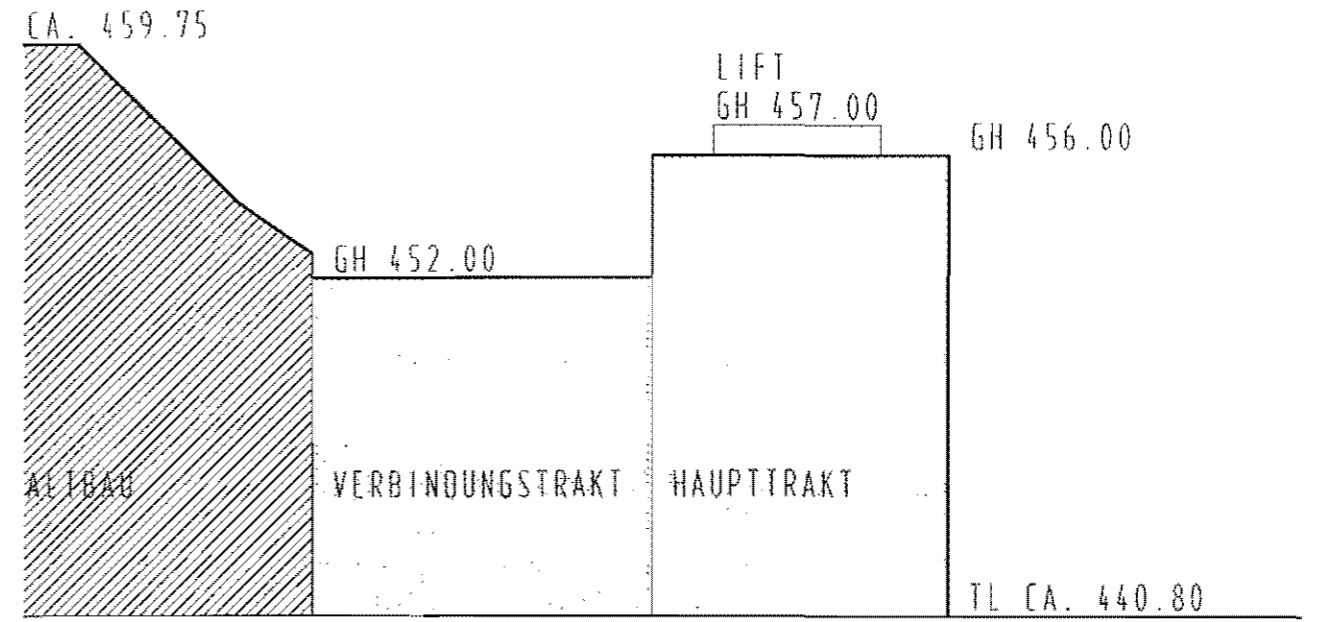 CA. 459.75
LIFT
GH 457.00
GH 456.00
GH 452.00
ALTBAU
VERBINDUNGSTRAKT
HAUPTTRAKT
TL CA. 440.80